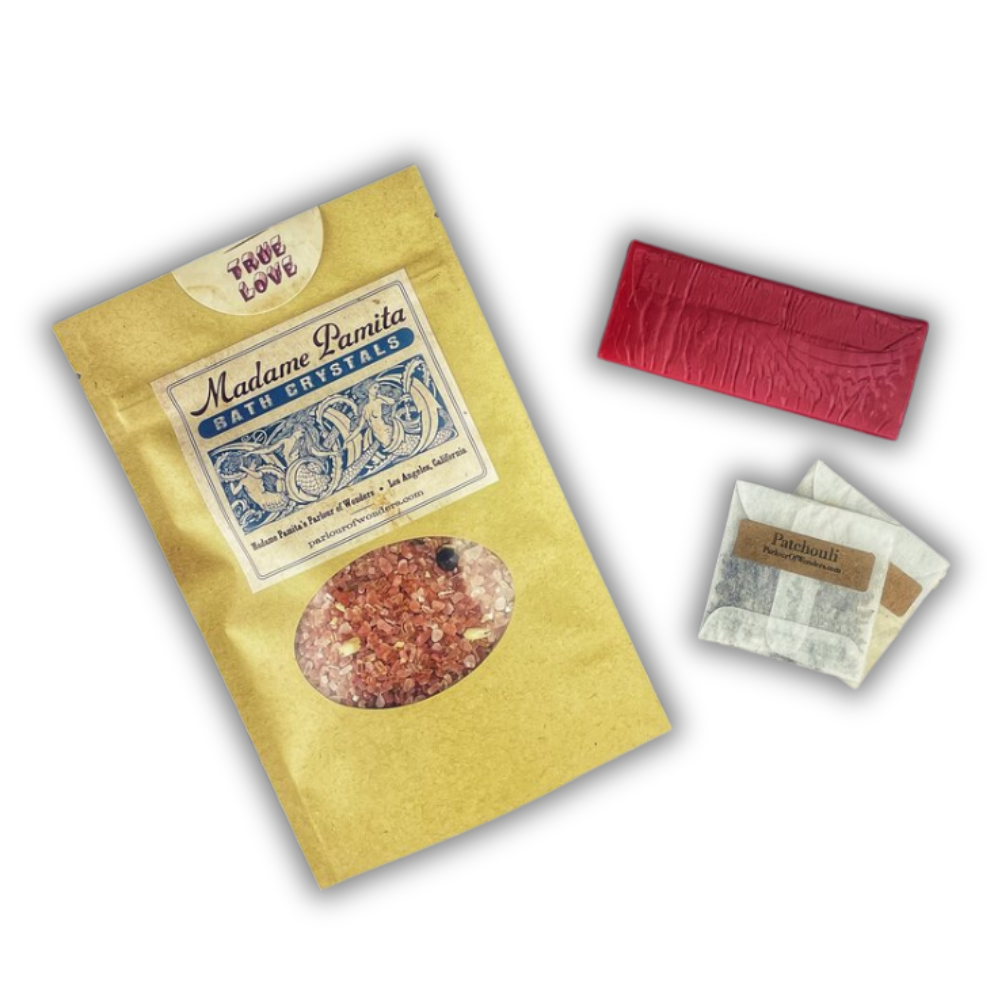 TRUE
LOVE
Madame Pamita
BATH CRYSTALS
Madame Pamita's Parlour of Wonders • Los Angeles, California
parlourofwonders.com
Patchouli
ParlourOfWonders.com